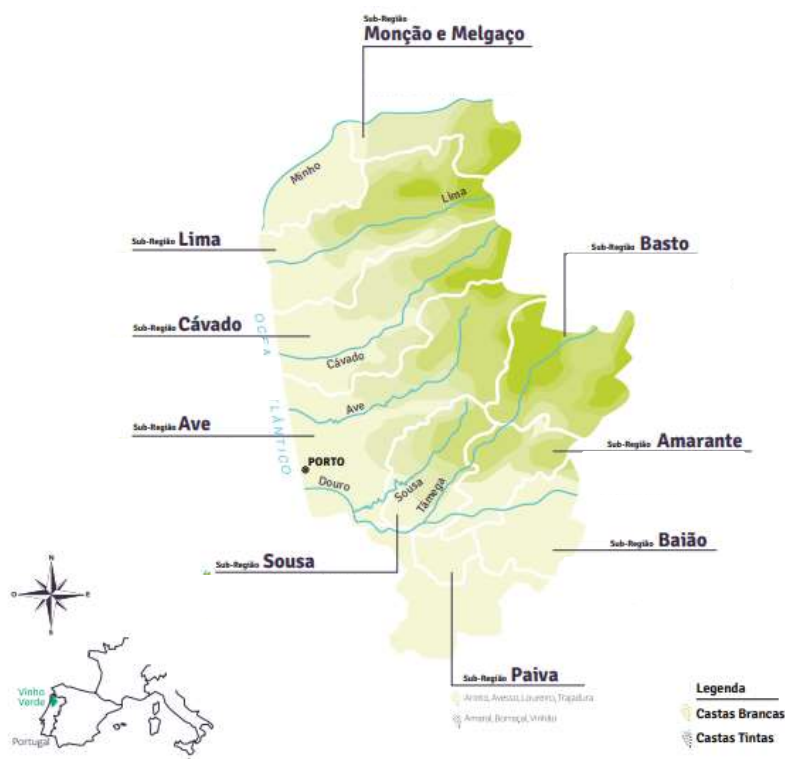 Sub-Região
Monção e Melgaço
Minho
Lima
Sub-Região Lima
Sub-Região Basto
OCEA
Sub-Região Cávado
Cávado
Ave
Sub-Região Ave
LÂNTICO
Sub-Região Amarante
PORTO
Douro
Sousa
Tâmega
Sub-Região Baião
Sub-Região Sousa
N
O
E
S
Sub-Região Paiva
Vinho
Verde
Portugal
Arinto, Avesso, Loureiro, Trajadura
Amaral, Borraçal, Vinhão
Legenda
Castas Brancas
Castas Tintas